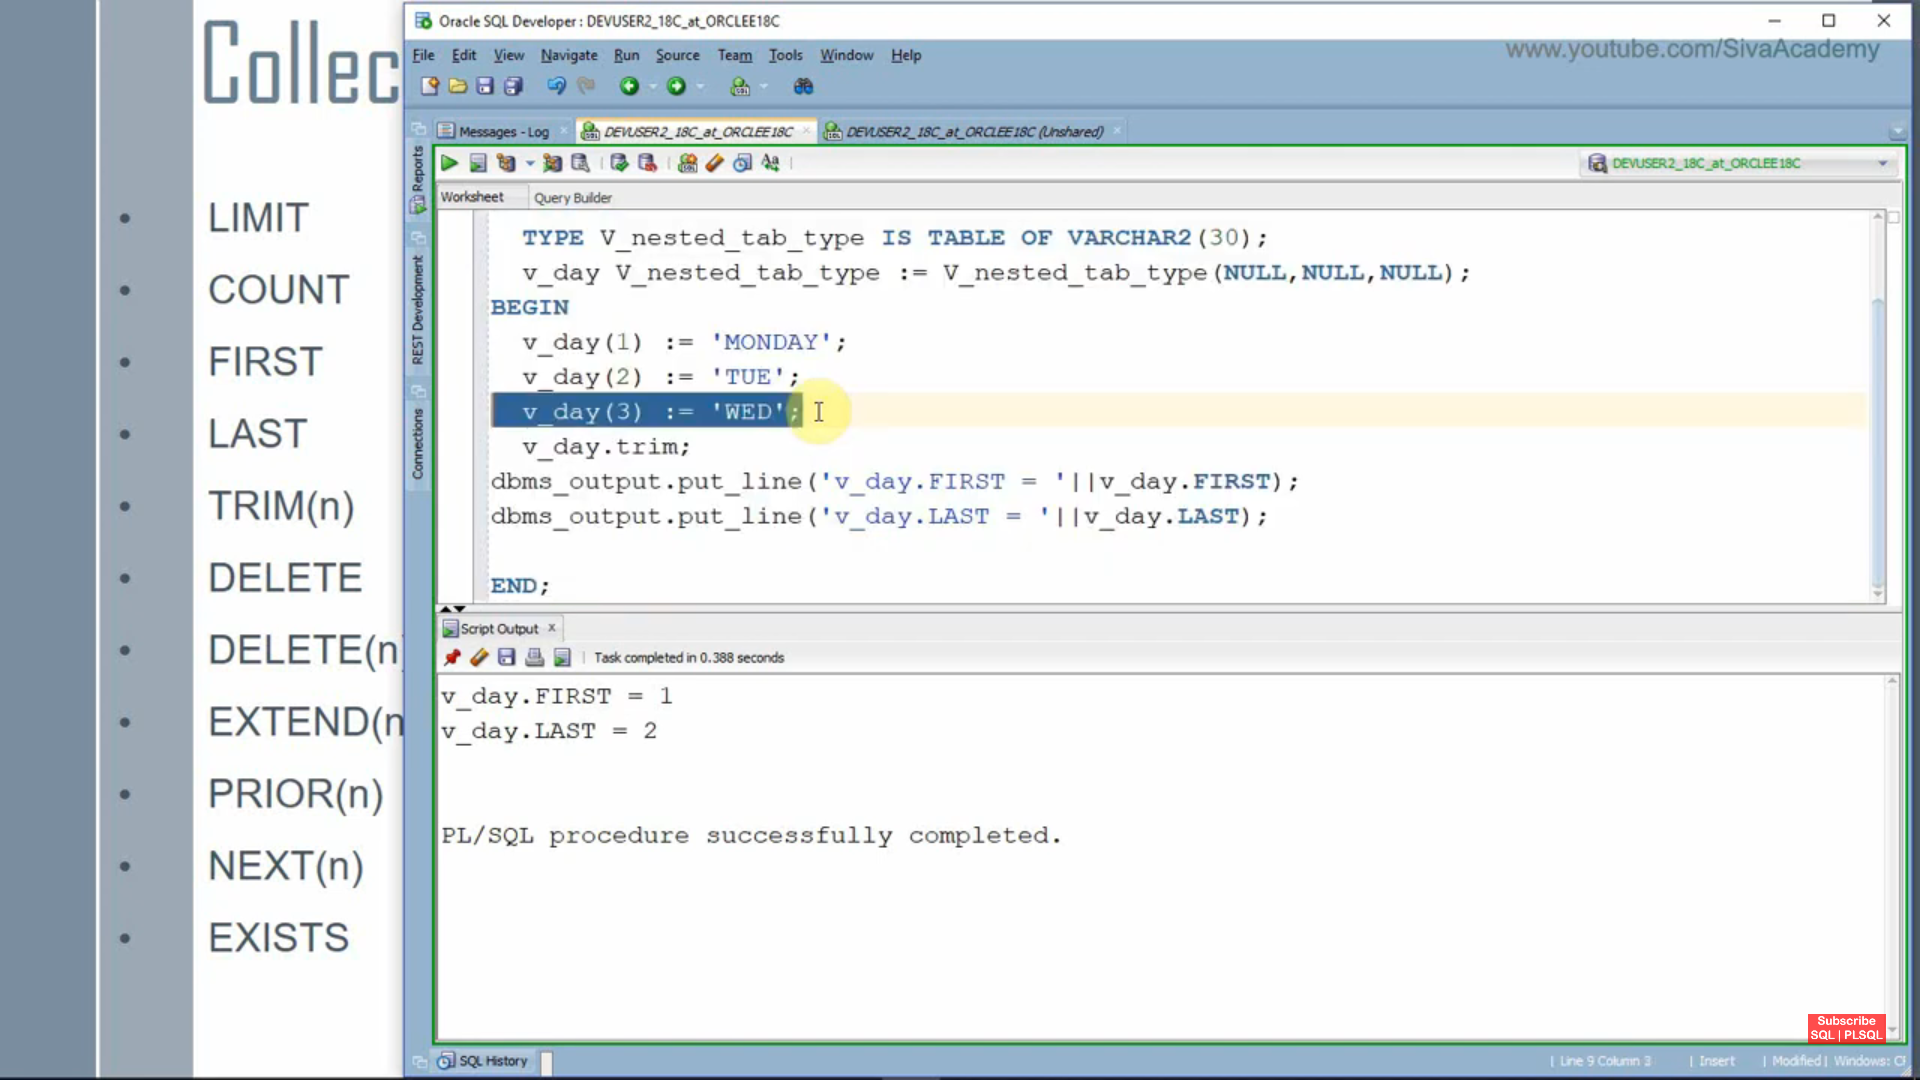 Collec
LIMIT
COUNT
FIRST
LAST
TRIM(n)
DELETE
DELETE(n)
EXTEND(n
PRIOR(n)
NEXT(n)
EXISTS
Oracle SQL Developer : DEVUSER2_18C_at_ORCLEE18C
File Edit View Navigate Run Source Team Tools Window Help
www.youtube.com/SivaAcademy
Messages - Log DEVUSER2_18C_at_ORCLEE18C DEVUSER2_18C_at_ORCLEE18C (Unshared)
DEVUSER2_18C_at_ORCLEE18C
Reports
REST Development
Connections
Worksheet Query Builder
TYPE V_nested_tab_type IS TABLE OF VARCHAR2(30);
v_day V_nested_tab_type := V_nested_tab_type(NULL,NULL,NULL);
BEGIN
v_day(1) := 'MONDAY';
v_day(2) := 'TUE';
v_day(3) := 'WED';
v_day.trim;
dbms_output.put_line('v_day.FIRST = '||v_day.FIRST);
dbms_output.put_line('v_day.LAST = '||v_day.LAST);
END;
Script Output
Task completed in 0.388 seconds
v_day.FIRST = 1
v_day.LAST = 2
PL/SQL procedure successfully completed.
Subscribe
SQL | PLSQL
SQL History
Line 9 Column 3 | Insert | Modified | Windows: C